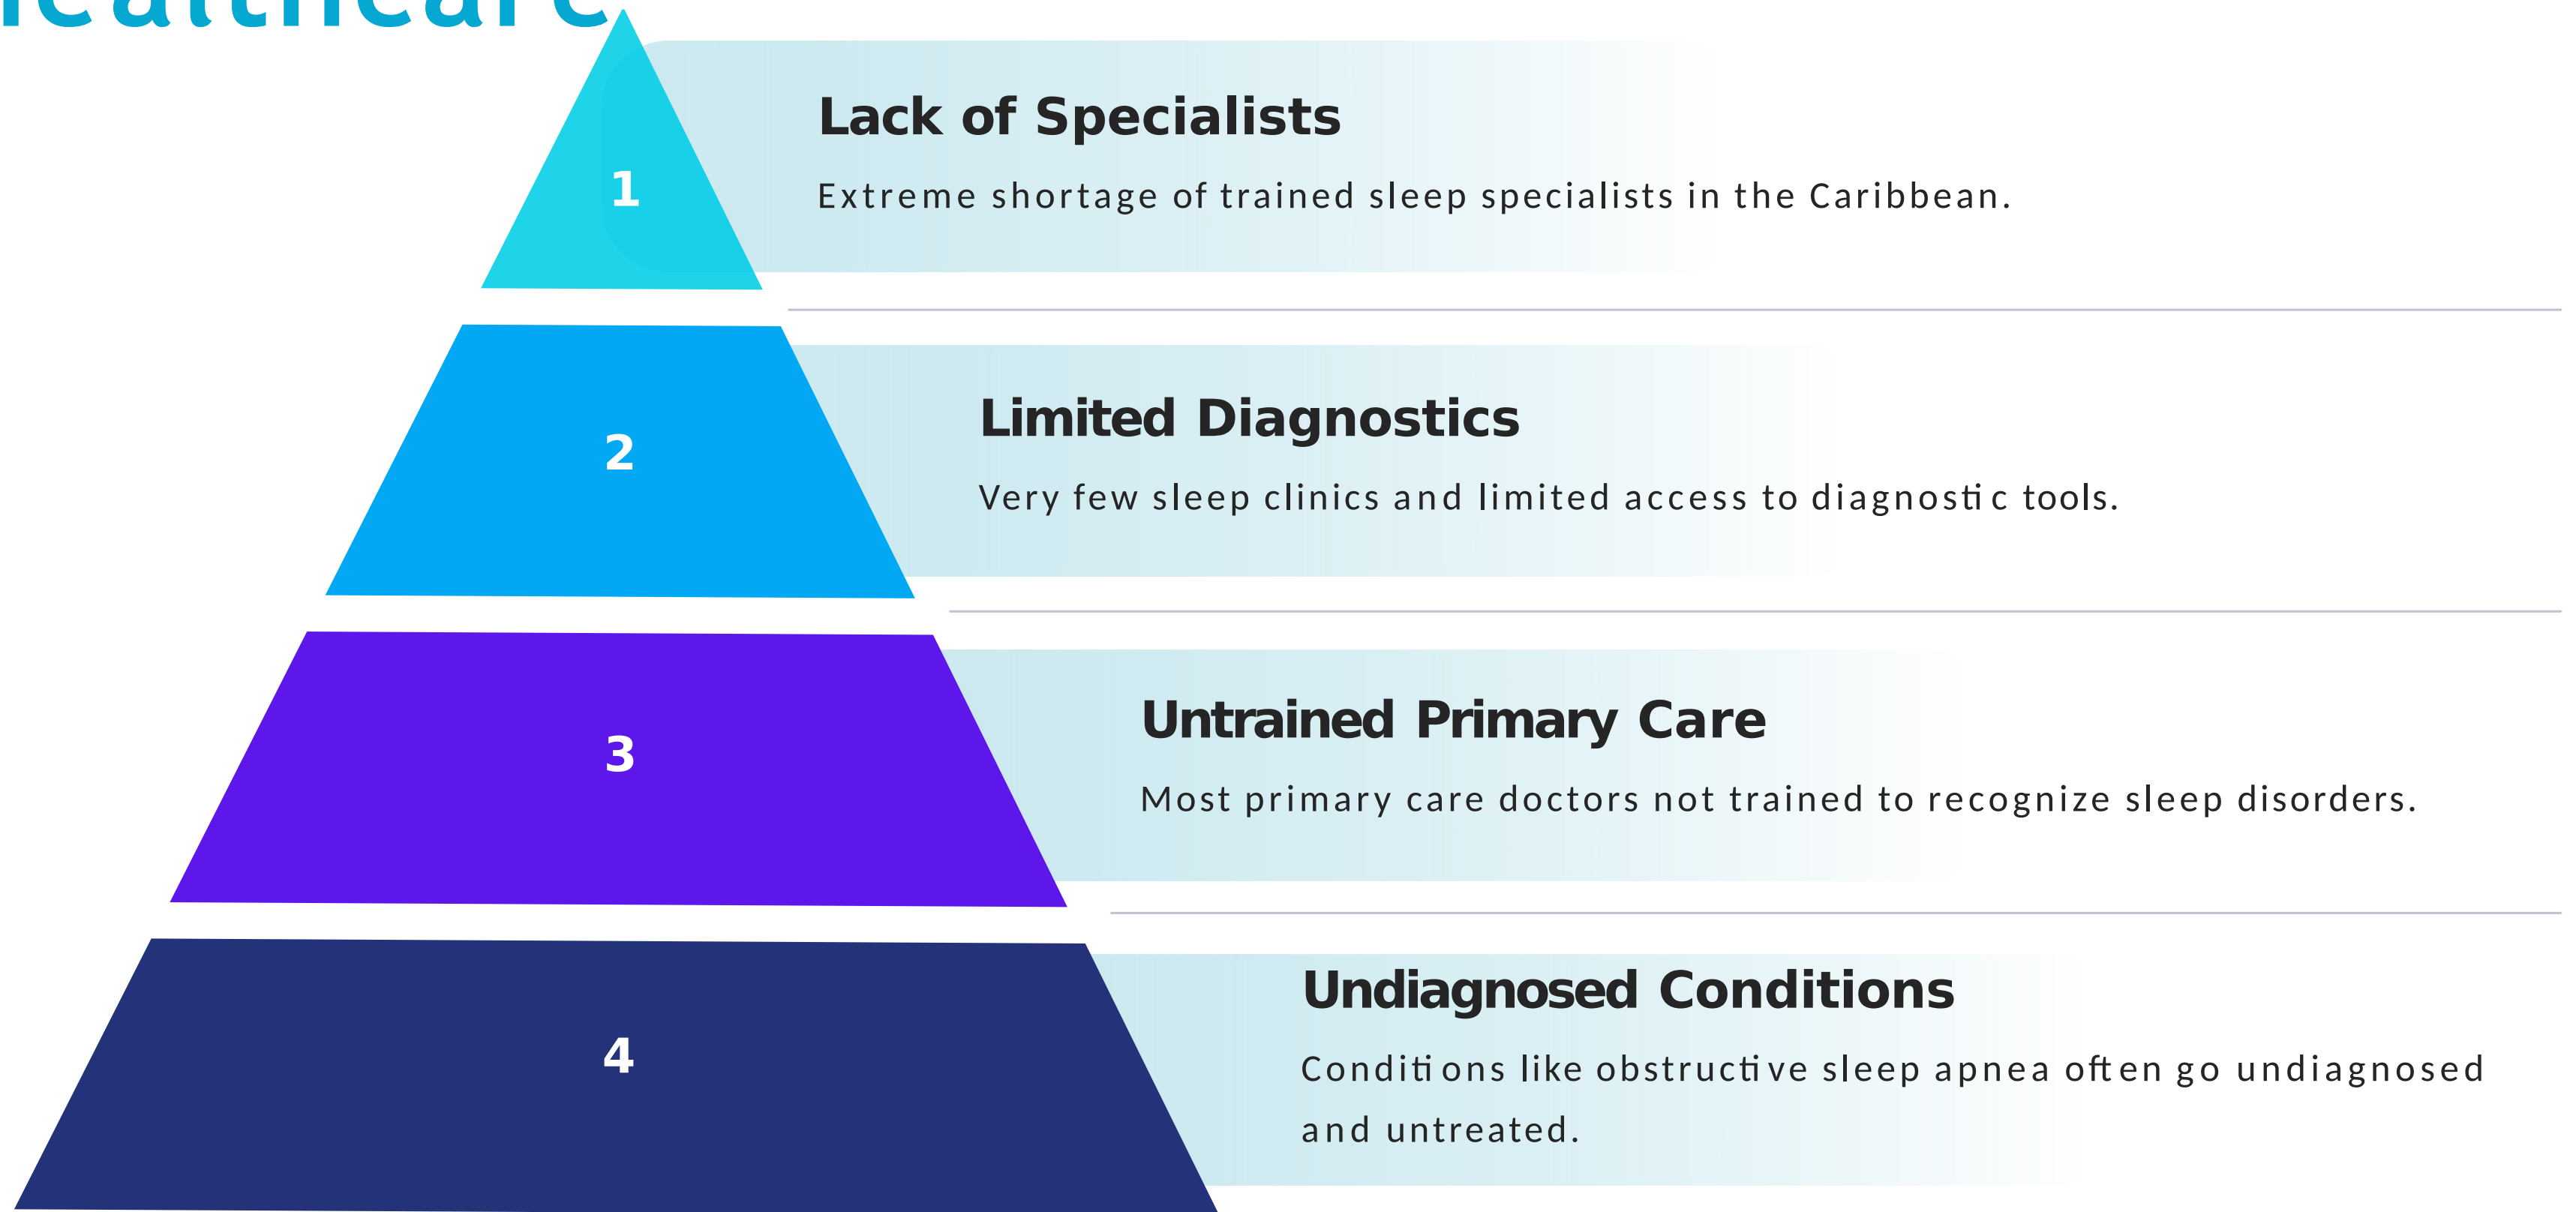 1
Lack of Specialists
Extreme shortage of trained sleep specialists in the Caribbean.
2
Limited Diagnostics
Very few sleep clinics and limited access to diagnostic tools.
3
Untrained Primary Care
Most primary care doctors not trained to recognize sleep disorders.
4
Undiagnosed Conditions
Conditions like obstructive sleep apnea often go undiagnosed
and untreated.